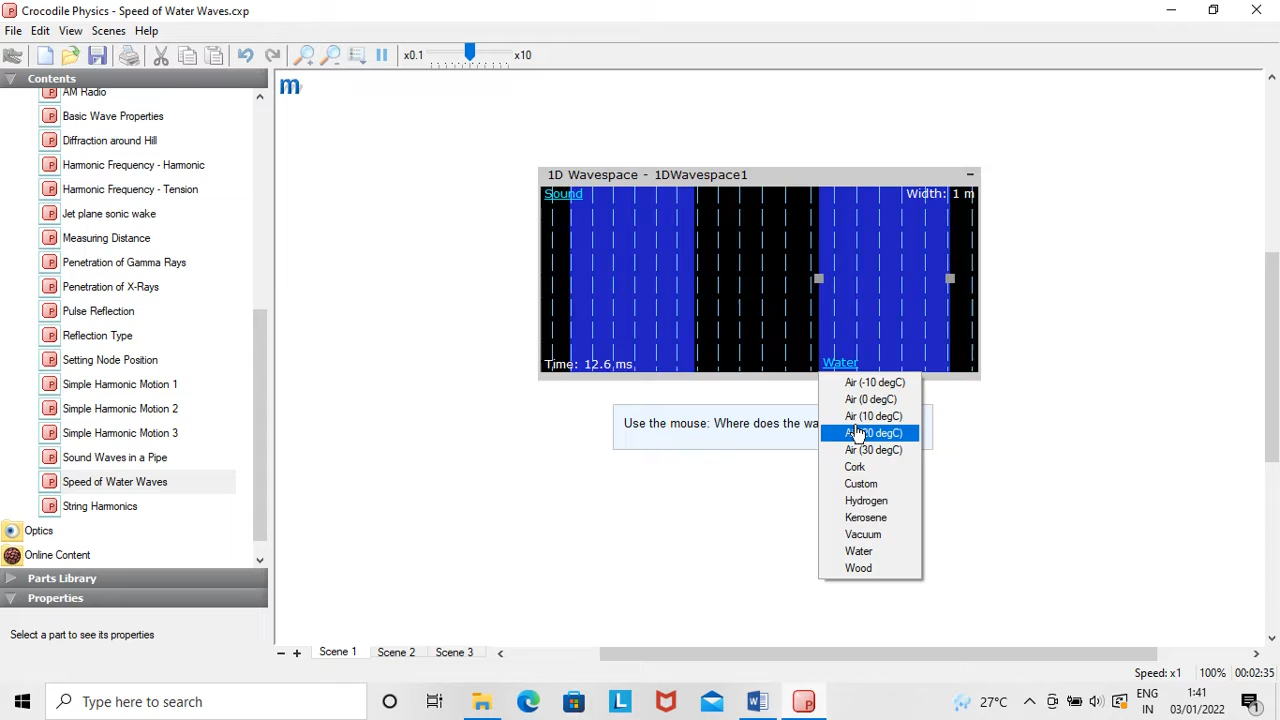 Crocodile Physics - Speed of Water Waves.cxp
File Edit View Scenes Help
x0.1 x10
Contents
AM Radio
Basic Wave Properties
Diffraction around Hill
Harmonic Frequency - Harmonic
Harmonic Frequency - Tension
Jet plane sonic wake
Measuring Distance
Penetration of Gamma Rays
Penetration of X-Rays
Pulse Reflection
Reflection Type
Setting Node Position
Simple Harmonic Motion 1
Simple Harmonic Motion 2
Simple Harmonic Motion 3
Sound Waves in a Pipe
Speed of Water Waves
String Harmonics
Optics
Online Content
Parts Library
Properties
Select a part to see its properties
m
1D Wavespace - 1DWavespace1
Sound Width: 1 m
Time: 12.6 ms Water
Use the mouse: Where does the wa
Air (-10 degC)
Air (0 degC)
Air (10 degC)
degC)
Air (30 degC)
Cork
Custom
Hydrogen
Kerosene
Vacuum
Water
Wood
Scene 1 Scene 2 Scene 3
Speed: x1 100% 00:02:35
Type here to search
27°C
ENG
IN
1:41
03/01/2022
1